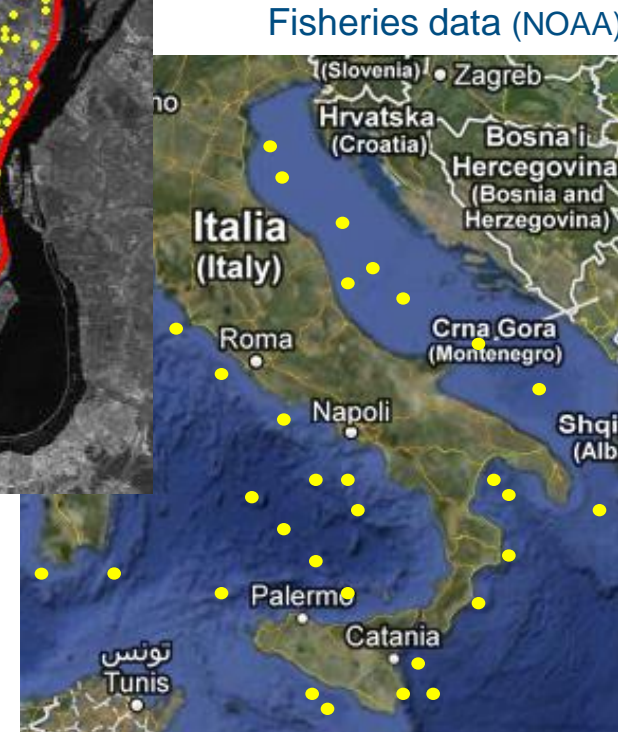 Fisheries data (NOAA)
(Slovenia)
Zagreb
no
Hrvatska
(Croatia)
Bosna i
Hercegovina
(Bosnia and
Herzegovina)
Italia
(Italy)
Crna Gora
(Montenegro)
Roma
Napoli
Shqi
(Alb
Palermo
Catania
تونس
Tunis